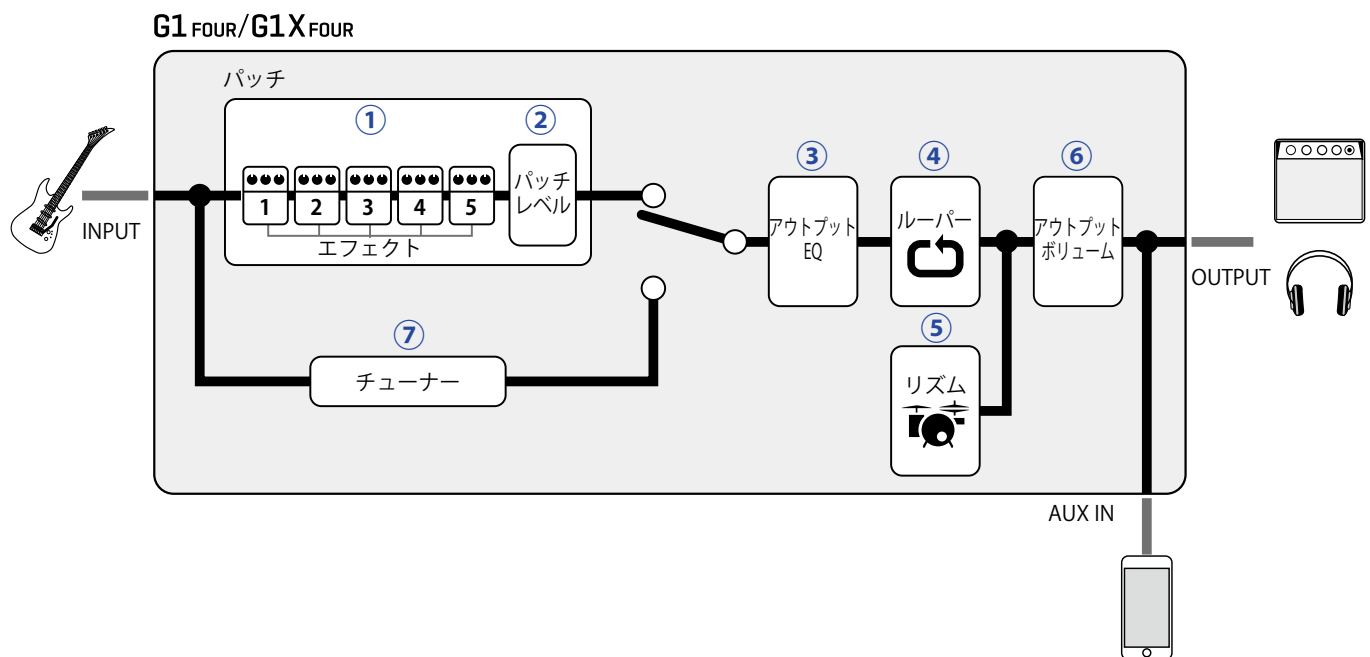 G1 FOUR/G1X FOUR
パッチ
①
②
1
2
3
4
5
エフェクト
パッチ
レベル
INPUT
③
アウトプット
EQ
④
ルーパー
⑤
リズム
⑥
アウトプット
ボリューム
OUTPUT
⑦
チューナー
AUX IN